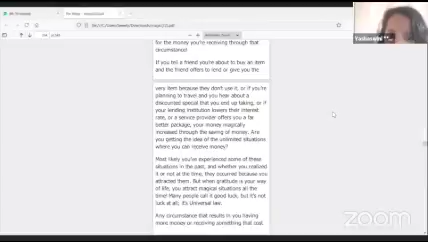 for the money you're receiving through that
circumstance!
If you tell a friend you're about to buy an item
and the friend offers to lend or give you the
very item because they don't use it, or if you're
planning to travel and you hear about a
discounted special that you end up taking, or if
your lending institution lowers their interest
rate, or a service provider offers you a far
better package, your money magically
increased through the saving of money. Are
you getting the idea of the unlimited situations
where you can receive money?
Most likely you've experienced some of these
situations in the past, and whether you realized
it or not at the time, they occurred because you
attracted them. But when gratitude is your way
of life, you attract magical situations all the
time! Many people call it good luck, but it's not
luck at all; it's Universal law.
Any circumstance that results in you having
more money or receiving something that cost
zoom